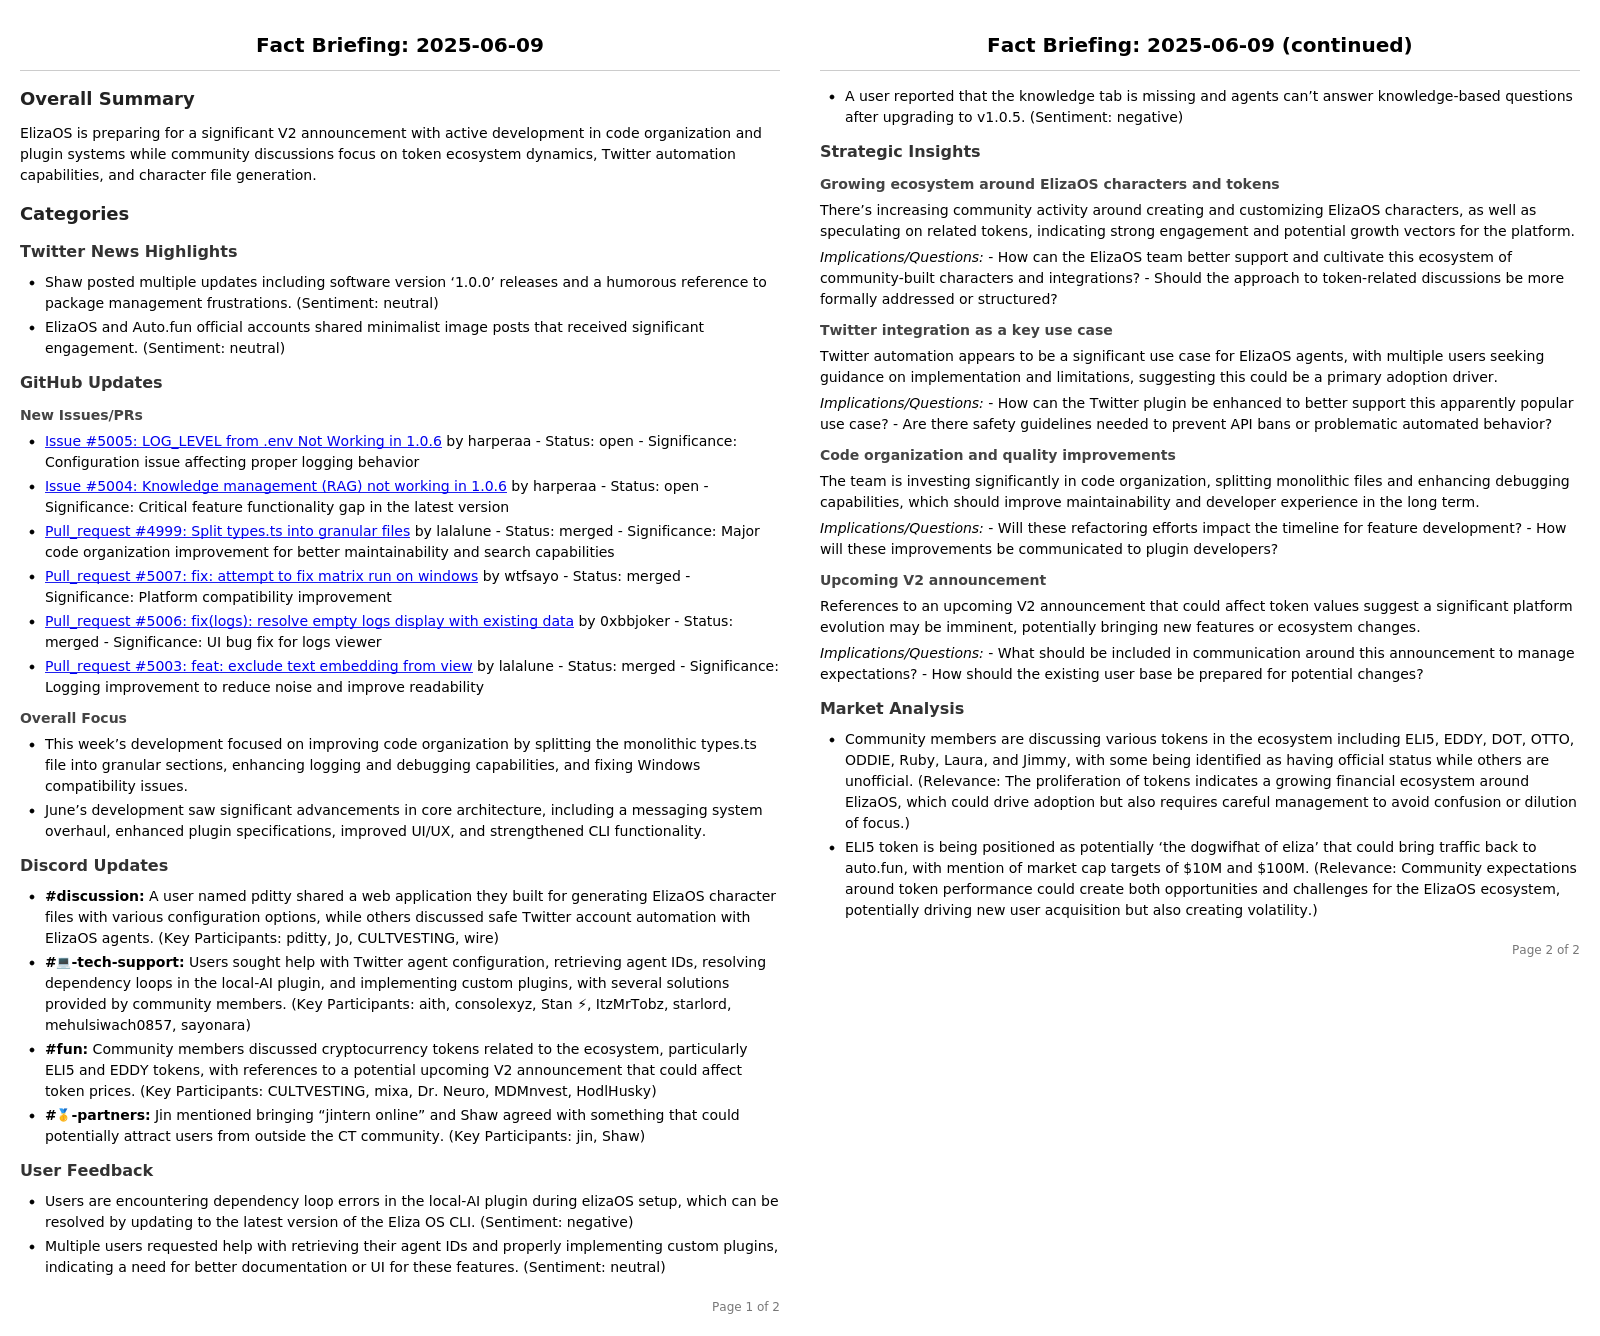 Fact Briefing: 2025-06-09
Overall Summary
ElizaOS is preparing for a significant V2 announcement with active development in code organization and
plugin systems while community discussions focus on token ecosystem dynamics, Twitter automation
capabilities, and character file generation.
Categories
Twitter News Highlights
• Shaw posted multiple updates including software version ‘1.0.0’ releases and a humorous reference to
package management frustrations. (Sentiment: neutral)
• ElizaOS and Auto.fun official accounts shared minimalist image posts that received significant
engagement. (Sentiment: neutral)
GitHub Updates
New Issues/PRs
• Issue #5005: LOG_LEVEL from .env Not Working in 1.0.6 by harperaa - Status: open - Significance:
Configuration issue affecting proper logging behavior
• Issue #5004: Knowledge management (RAG) not working in 1.0.6 by harperaa - Status: open -
Significance: Critical feature functionality gap in the latest version
• Pull_request #4999: Split types.ts into granular files by lalalune - Status: merged - Significance: Major
code organization improvement for better maintainability and search capabilities
• Pull_request #5007: fix: attempt to fix matrix run on windows by wtfsayo - Status: merged -
Significance: Platform compatibility improvement
• Pull_request #5006: fix(logs): resolve empty logs display with existing data by 0xbbjoker - Status:
merged - Significance: UI bug fix for logs viewer
• Pull_request #5003: feat: exclude text embedding from view by lalalune - Status: merged - Significance:
Logging improvement to reduce noise and improve readability
Overall Focus
• This week’s development focused on improving code organization by splitting the monolithic types.ts
file into granular sections, enhancing logging and debugging capabilities, and fixing Windows
compatibility issues.
• June’s development saw significant advancements in core architecture, including a messaging system
overhaul, enhanced plugin specifications, improved UI/UX, and strengthened CLI functionality.
Discord Updates
• #discussion: A user named pditty shared a web application they built for generating ElizaOS character
files with various configuration options, while others discussed safe Twitter account automation with
ElizaOS agents. (Key Participants: pditty, Jo, CULTVESTING, wire)
• #💻-tech-support: Users sought help with Twitter agent configuration, retrieving agent IDs, resolving
dependency loops in the local-AI plugin, and implementing custom plugins, with several solutions
provided by community members. (Key Participants: aith, consolexyz, Stan ⚡, ItzMrTobz, starlord,
mehulsiwach0857, sayonara)
• #fun: Community members discussed cryptocurrency tokens related to the ecosystem, particularly
ELI5 and EDDY tokens, with references to a potential upcoming V2 announcement that could affect
token prices. (Key Participants: CULTVESTING, mixa, Dr. Neuro, MDMnvest, HodlHusky)
• #🥇-partners: Jin mentioned bringing “jintern online” and Shaw agreed with something that could
potentially attract users from outside the CT community. (Key Participants: jin, Shaw)
User Feedback
• Users are encountering dependency loop errors in the local-AI plugin during elizaOS setup, which can be
resolved by updating to the latest version of the Eliza OS CLI. (Sentiment: negative)
• Multiple users requested help with retrieving their agent IDs and properly implementing custom plugins,
indicating a need for better documentation or UI for these features. (Sentiment: neutral)
Page 1 of 2
Fact Briefing: 2025-06-09 (continued)
• A user reported that the knowledge tab is missing and agents can’t answer knowledge-based questions
after upgrading to v1.0.5. (Sentiment: negative)
Strategic Insights
Growing ecosystem around ElizaOS characters and tokens
There’s increasing community activity around creating and customizing ElizaOS characters, as well as
speculating on related tokens, indicating strong engagement and potential growth vectors for the platform.
Implications/Questions: - How can the ElizaOS team better support and cultivate this ecosystem of
community-built characters and integrations? - Should the approach to token-related discussions be more
formally addressed or structured?
Twitter integration as a key use case
Twitter automation appears to be a significant use case for ElizaOS agents, with multiple users seeking
guidance on implementation and limitations, suggesting this could be a primary adoption driver.
Implications/Questions: - How can the Twitter plugin be enhanced to better support this apparently popular
use case? - Are there safety guidelines needed to prevent API bans or problematic automated behavior?
Code organization and quality improvements
The team is investing significantly in code organization, splitting monolithic files and enhancing debugging
capabilities, which should improve maintainability and developer experience in the long term.
Implications/Questions: - Will these refactoring efforts impact the timeline for feature development? - How
will these improvements be communicated to plugin developers?
Upcoming V2 announcement
References to an upcoming V2 announcement that could affect token values suggest a significant platform
evolution may be imminent, potentially bringing new features or ecosystem changes.
Implications/Questions: - What should be included in communication around this announcement to manage
expectations? - How should the existing user base be prepared for potential changes?
Market Analysis
• Community members are discussing various tokens in the ecosystem including ELI5, EDDY, DOT, OTTO,
ODDIE, Ruby, Laura, and Jimmy, with some being identified as having official status while others are
unofficial. (Relevance: The proliferation of tokens indicates a growing financial ecosystem around
ElizaOS, which could drive adoption but also requires careful management to avoid confusion or dilution
of focus.)
• ELI5 token is being positioned as potentially ‘the dogwifhat of eliza’ that could bring traffic back to
auto.fun, with mention of market cap targets of $10M and $100M. (Relevance: Community expectations
around token performance could create both opportunities and challenges for the ElizaOS ecosystem,
potentially driving new user acquisition but also creating volatility.)
Page 2 of 2